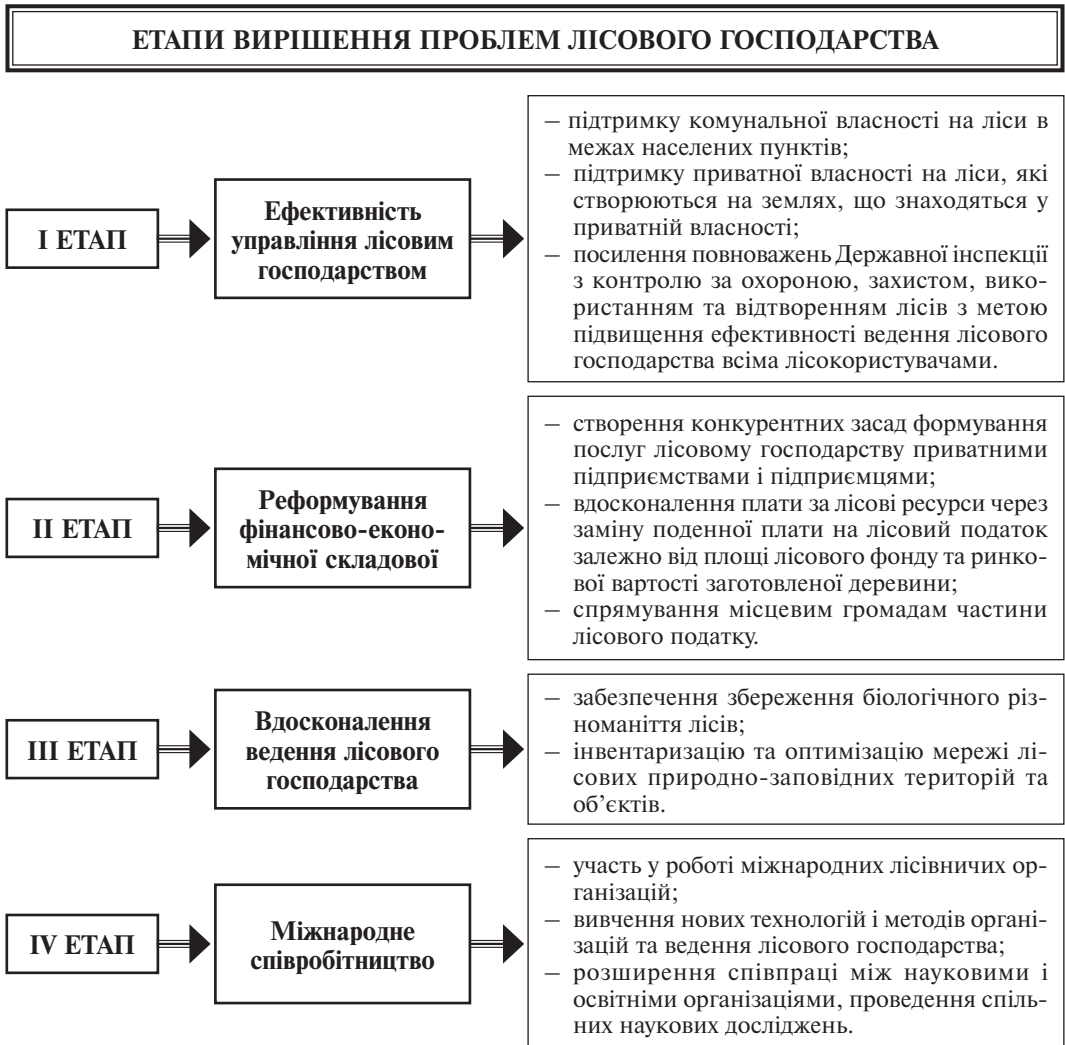 ЕТАПИ ВИРІШЕННЯ ПРОБЛЕМ ЛІСОВОГО ГОСПОДАРСТВА
І ЕТАП
Ефективність
управління лісовим
господарством
– підтримку комунальної власності на ліси в
межах населених пунктів;
– підтримку приватної власності на ліси, які
створюються на землях, що знаходяться у
приватній власності;
– посилення повноважень Державної інспекції
з контролю за охороною, захистом, вико-
ристанням та відтворенням лісів з метою
підвищення ефективності ведення лісового
господарства всіма лісокористувачами.
ІІ ЕТАП
Реформування
фінансово-еконо-
мічної складової
– створення конкурентних засад формування
послуг лісовому господарству приватними
підприємствами і підприємцями;
– вдосконалення плати за лісові ресурси через
заміну поденної плати на лісовий податок
залежно від площі лісового фонду та ринко-
вої вартості заготовленої деревини;
– спрямування місцевим громадам частини
лісового податку.
ІІІ ЕТАП
Вдосконалення
ведення лісового
господарства
– забезпечення збереження біологічного різ-
номаніття лісів;
– інвентаризацію та оптимізацію мережі лі-
сових природно-заповідних територій та
об’єктів.
IV ЕТАП
Міжнародне
співробітництво
– участь у роботі міжнародних лісівничих ор-
ганізацій;
– вивчення нових технологій і методів органі-
зацій та ведення лісового господарства;
– розширення співпраці між науковими і
освітніми організаціями, проведення спіль-
них наукових досліджень.